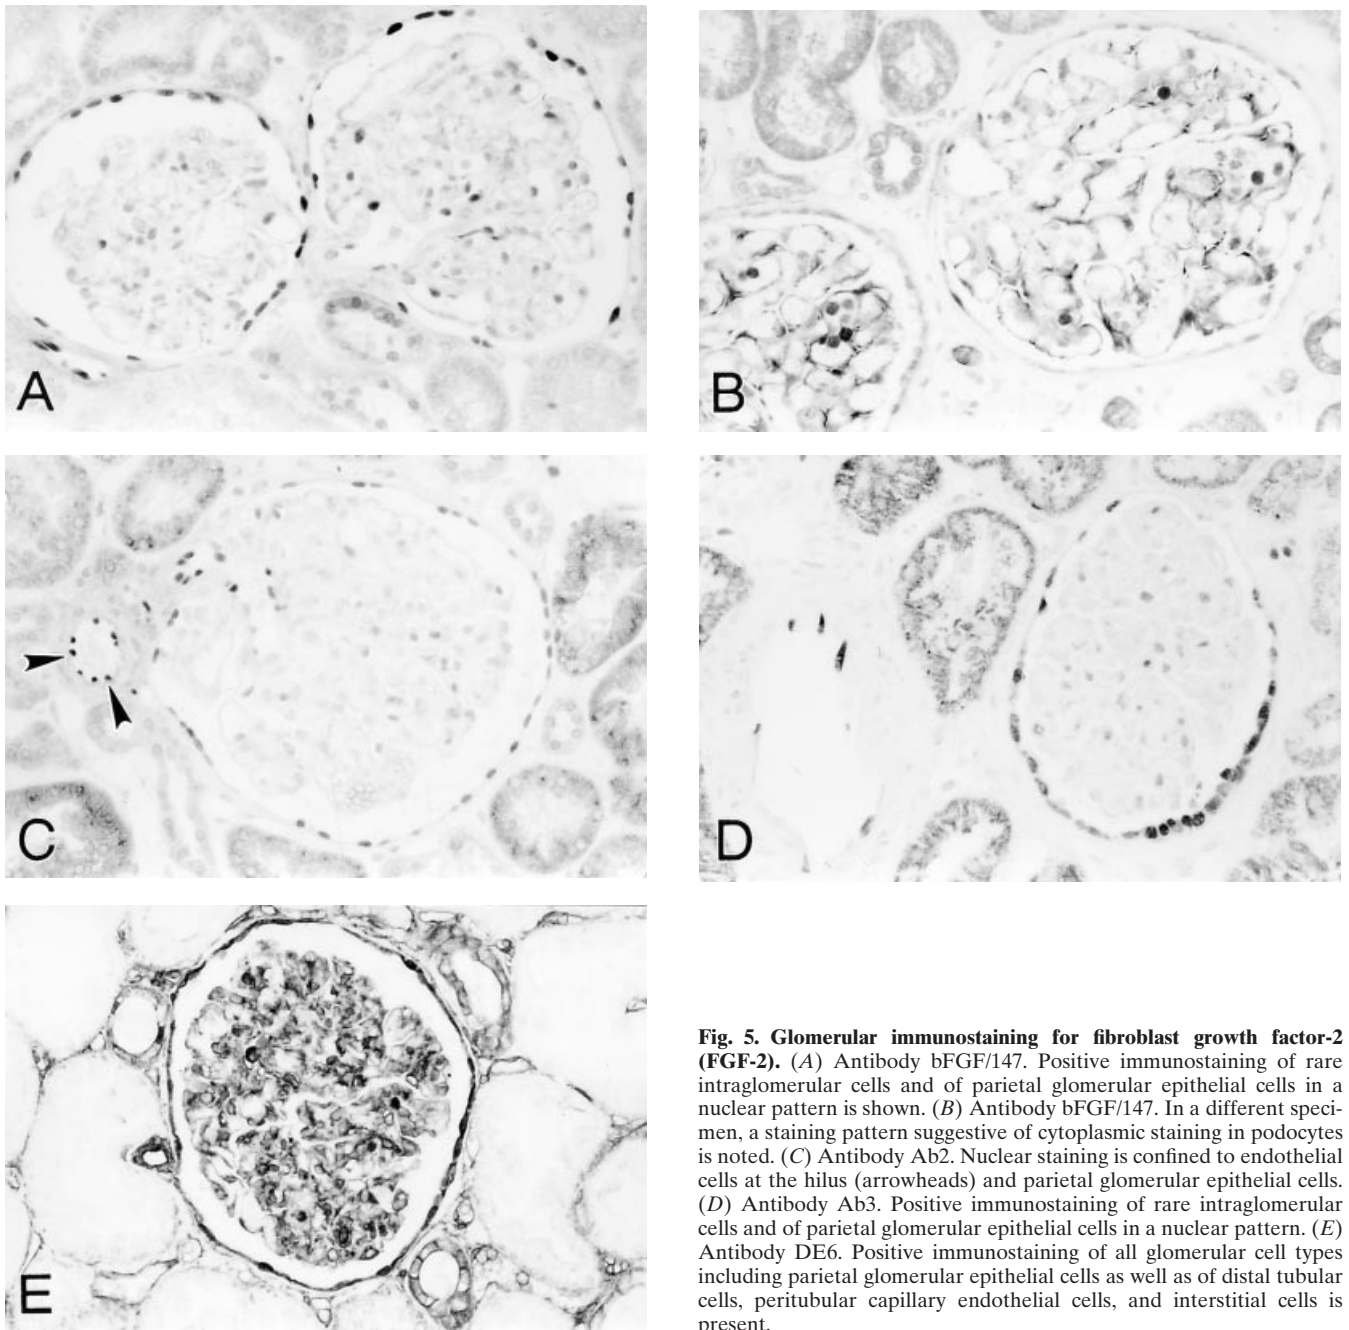 A
B
C
D
E
Fig. 5. Glomerular immunostaining for fibroblast growth factor-2
(FGF-2). (A) Antibody bFGF/147. Positive immunostaining of rare
intraglomerular cells and of parietal glomerular epithelial cells in a
nuclear pattern is shown. (B) Antibody bFGF/147. In a different speci-
men, a staining pattern suggestive of cytoplasmic staining in podocytes
is noted. (C) Antibody Ab2. Nuclear staining is confined to endothelial
cells at the hilus (arrowheads) and parietal glomerular epithelial cells.
(D) Antibody Ab3. Positive immunostaining of rare intraglomerular
cells and of parietal glomerular epithelial cells in a nuclear pattern. (E)
Antibody DE6. Positive immunostaining of all glomerular cell types
including parietal glomerular epithelial cells as well as of distal tubular
cells, peritubular capillary endothelial cells, and interstitial cells is
present.